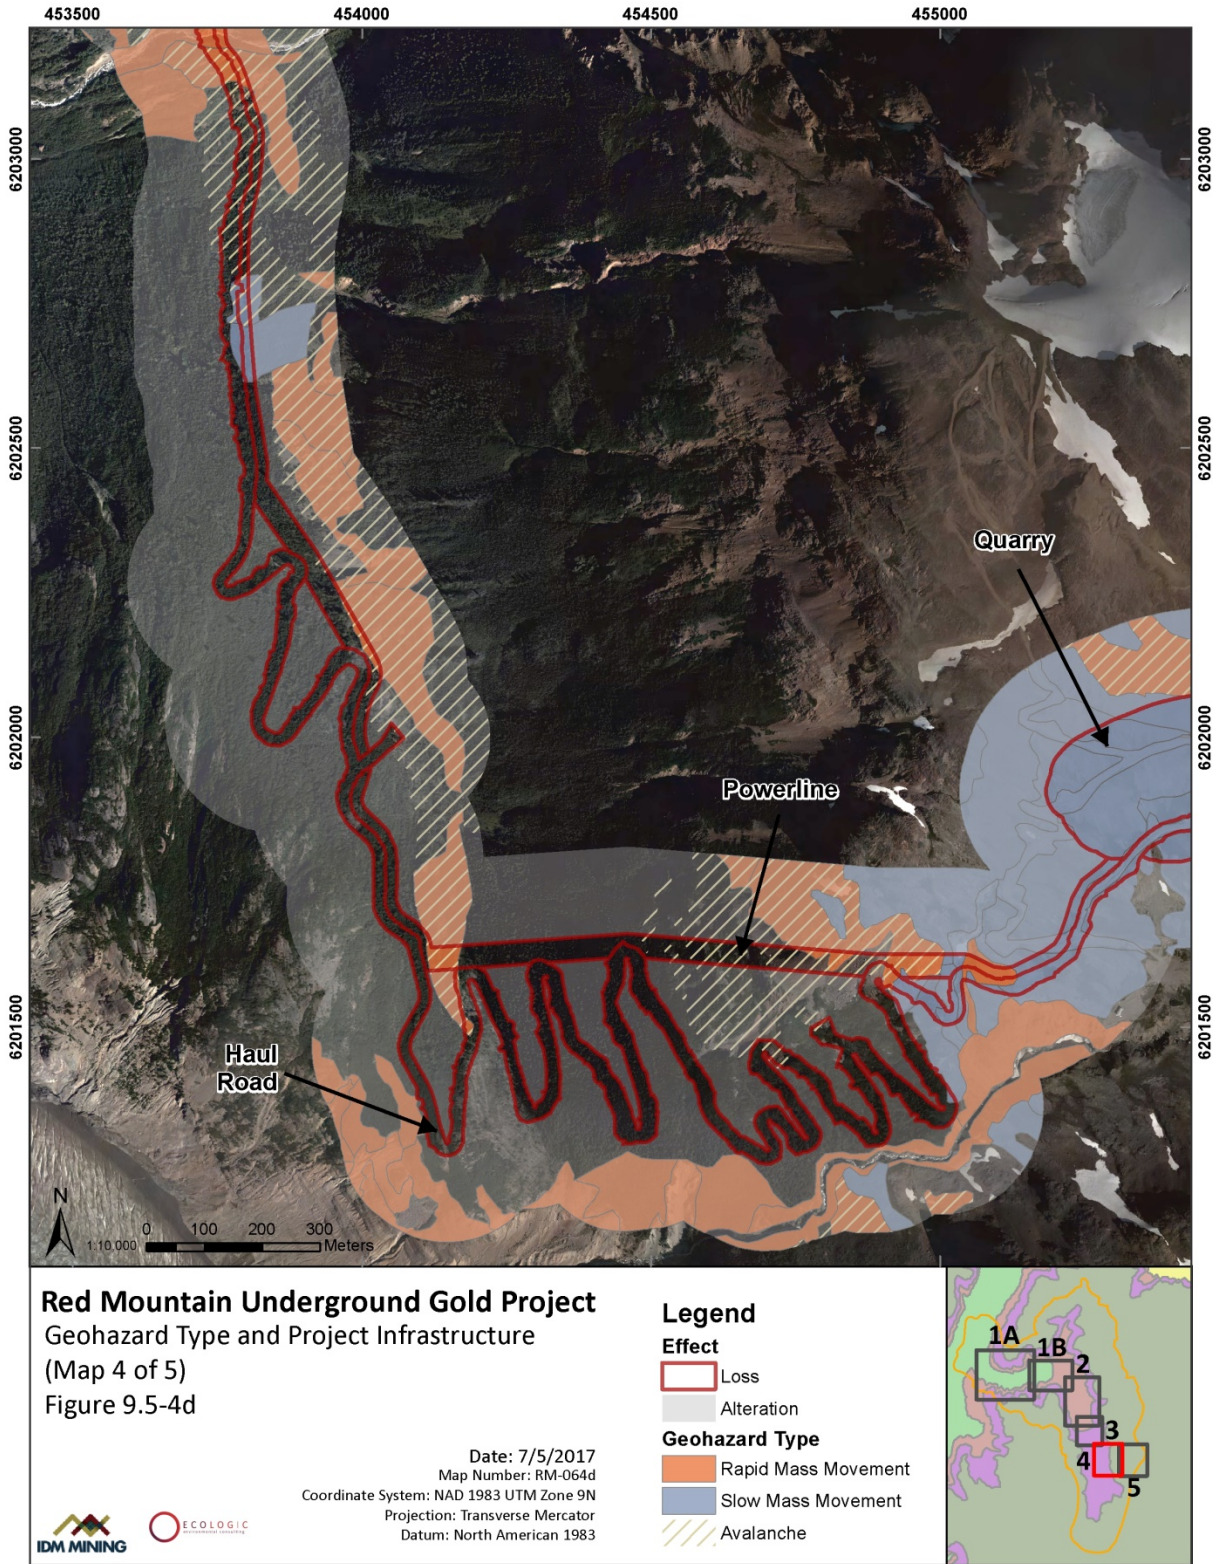 453500
454000
454500
455000
6203000
6203000
6202500
6202500
Quarry
6202000
6202000
Powerline
6201500
6201500
Haul
Road
N
0 100 200 300
1:10,000
Meters
Red Mountain Underground Gold Project
Geohazard Type and Project Infrastructure
(Map 4 of 5)
Figure 9.5-4d
Date: 7/5/2017
Map Number: RM-064d
Coordinate System: NAD 1983 UTM Zone 9N
Projection: Transverse Mercator
Datum: North American 1983
IDM MINING
ECOLOGIC
environmental consulting
Legend
Effect
Loss
Alteration
Geohazard Type
Rapid Mass Movement
Slow Mass Movement
Avalanche
1A
1B
2
3
4
5